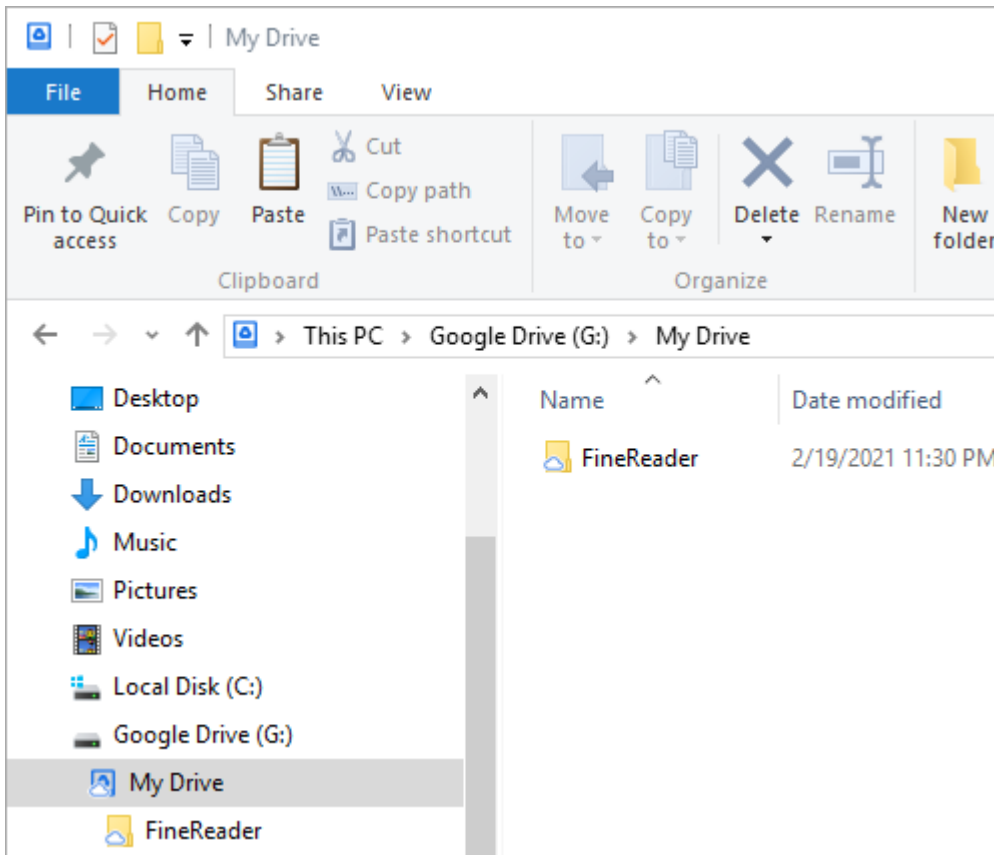 My Drive
File Home Share View
Pin to Quick access
Copy
Paste
Cut
Copy path
Paste shortcut
Clipboard
Move to
Copy to
Delete
Rename
Organize
New folder
This PC > Google Drive (G:) > My Drive
Desktop
Documents
Downloads
Music
Pictures
Videos
Local Disk (C:)
Google Drive (G:)
My Drive
FineReader
Name Date modified
FineReader 2/19/2021 11:30 PM